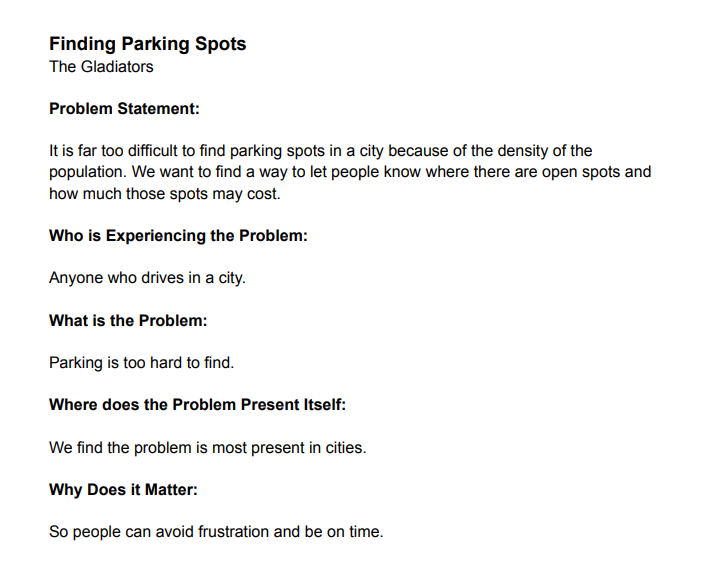 Finding Parking Spots
The Gladiators
Problem Statement:
It is far too difficult to find parking spots in a city because of the density of the
population. We want to find a way to let people know where there are open spots and
how much those spots may cost.
Who is Experiencing the Problem:
Anyone who drives in a city.
What is the Problem:
Parking is too hard to find.
Where does the Problem Present Itself:
We find the problem is most present in cities.
Why Does it Matter:
So people can avoid frustration and be on time.